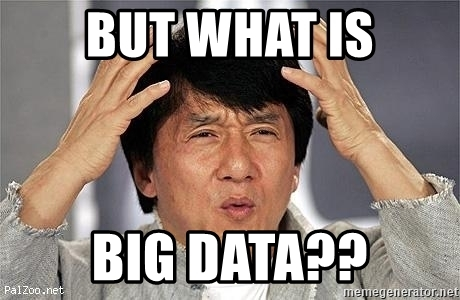 BUT WHAT IS
BIG DATA??
PalZoo.net
memegenerator.net